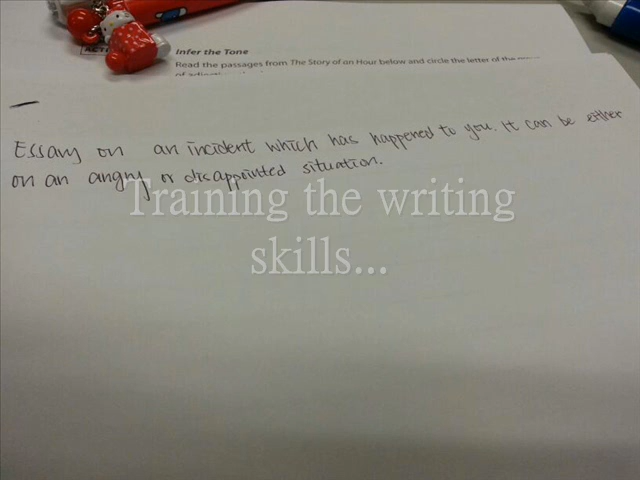 ACTI
Infer the Tone
Read the passages from The Story of an Hour below and circle the letter of the
Essay on an incident which has happened to you. It can be either
on an angry or disappointed situation.
Training the writing
skills...